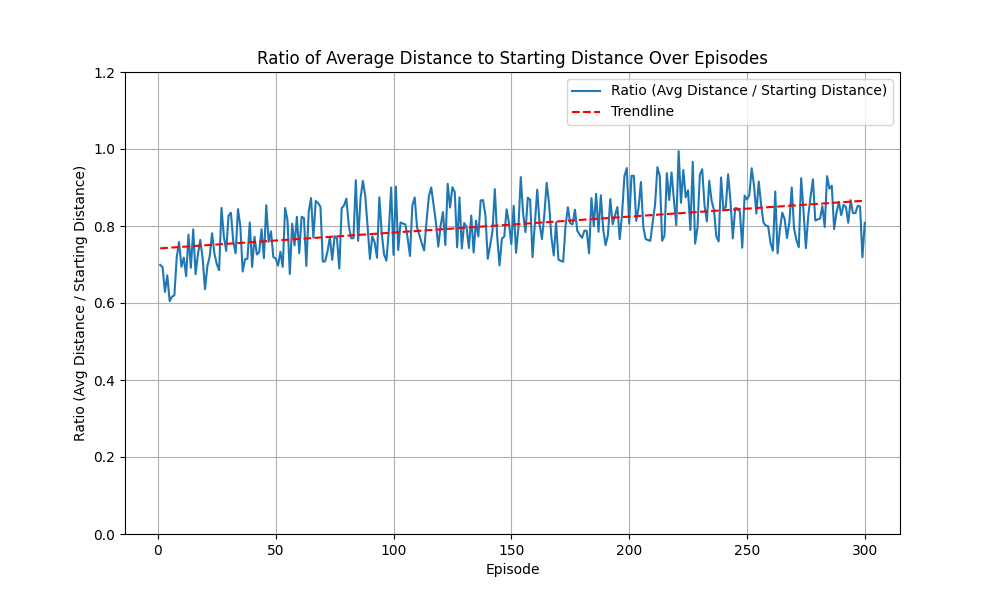 Ratio of Average Distance to Starting Distance Over Episodes
Ratio (Avg Distance / Starting Distance)
Trendline
Ratio (Avg Distance / Starting Distance)
1.2
1.0
0.8
0.6
0.4
0.2
0.0
0 50 100 150 200 250 300
Episode